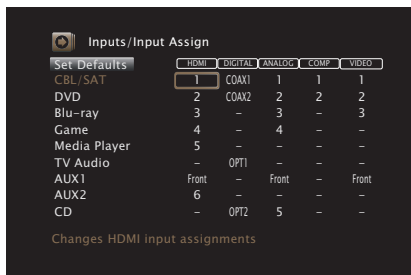 Inputs/Input Assign
Set Defaults HDMI DIGITAL ANALOG COMP VIDEO
CBL/SAT 1 COAX1 1 1 1
DVD 2 COAX2 2 2 2
Blu-ray 3 – 3 – 3
Game 4 – 4 – –
Media Player 5 – – – –
TV Audio – OPT1 – – –
AUX1 Front – Front – Front
AUX2 6 – – – –
CD – OPT2 5 – –
Changes HDMI input assignments